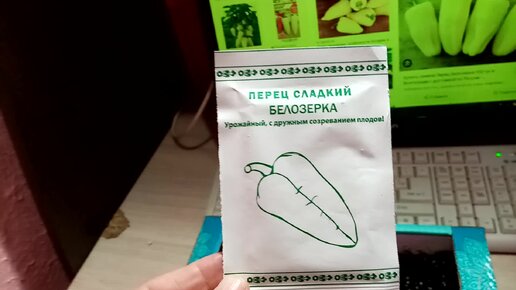 ПЕРЕЦ СЛАДКИЙ
БЕЛОЗЕРКА
Урожайный, с дружным созреванием плодов!